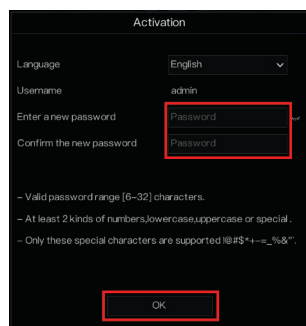 Activation
Language English
Username admin
Enter a new password Password
Confirm the new password Password
– Valid password range [6-32] characters.
– At least 2 kinds of numbers,lowercase,uppercase or special .
– Only these special characters are supported !@#$*+-=_%&"'.
OK